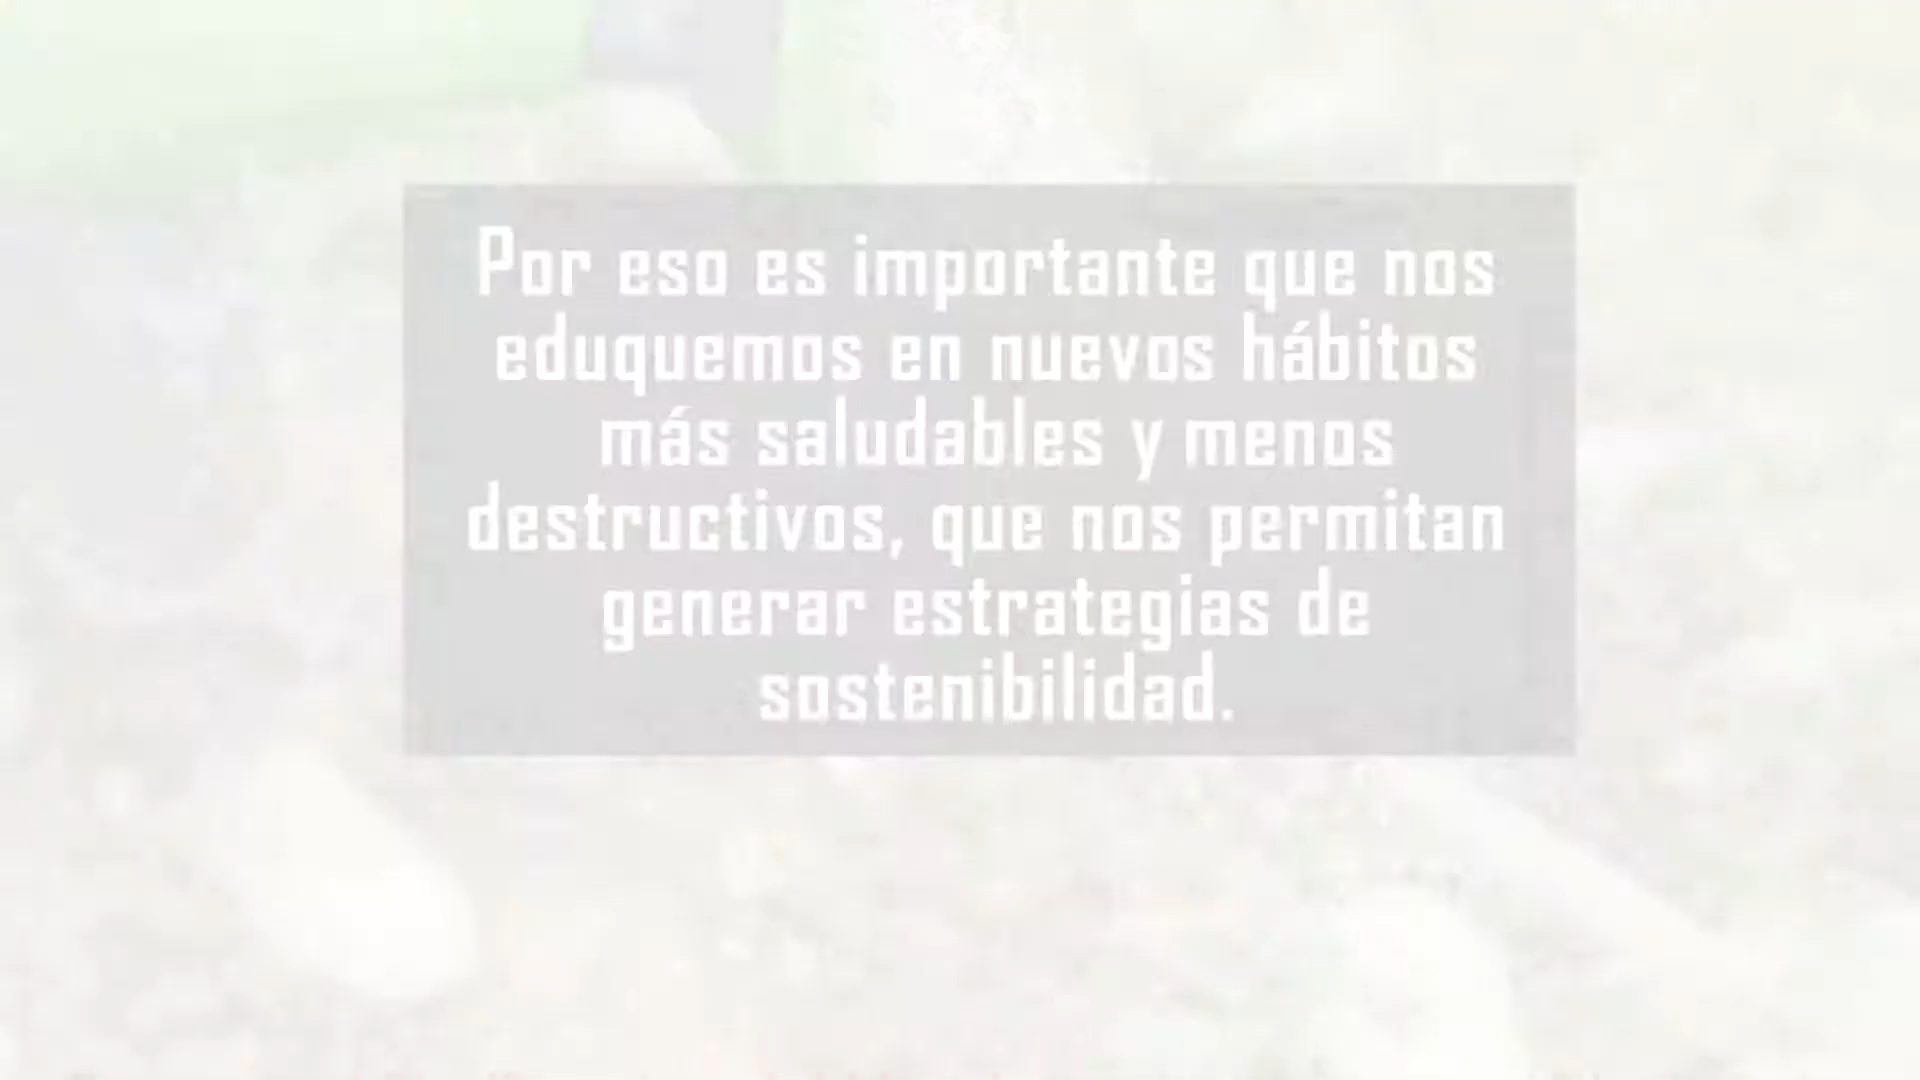 Por eso es importante que nos
eduquemos en nuevos hábitos
más saludables y menos
destructivos, que nos permitan
generar estrategias de
sostenibilidad.